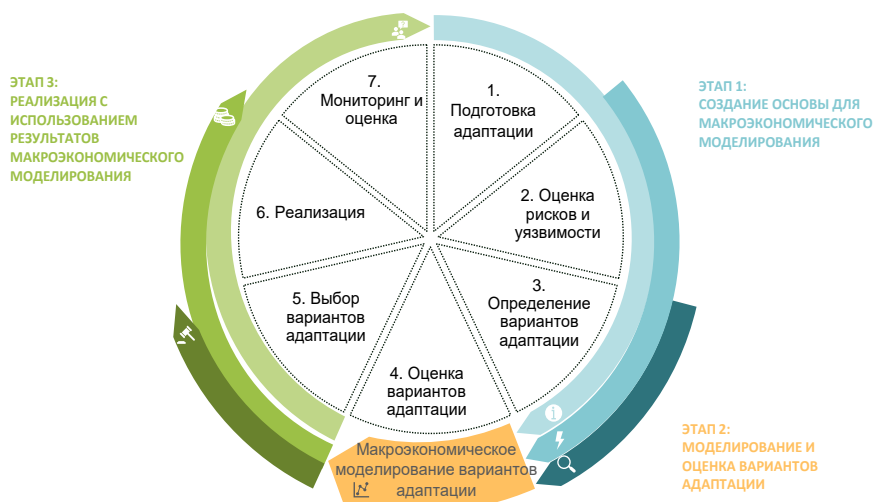 ЭТАП 3:
РЕАЛИЗАЦИЯ С
ИСПОЛЬЗОВАНИЕМ
РЕЗУЛЬТАТОВ
МАКРОЭКОНОМИЧЕСКОГО
МОДЕЛИРОВАНИЯ
ЭТАП 1:
СОЗДАНИЕ ОСНОВЫ ДЛЯ
МАКРОЭКОНОМИЧЕСКОГО
МОДЕЛИРОВАНИЯ
7.
Мониторинг и
оценка
1.
Подготовка
адаптации
6. Реализация
2. Оценка
рисков и
уязвимости
5. Выбор
вариантов
адаптации
3.
Определение
вариантов
адаптации
4. Оценка
вариантов
адаптации
Макроэкономическое
моделирование вариантов
адаптации
ЭТАП 2:
МОДЕЛИРОВАНИЕ И
ОЦЕНКА ВАРИАНТОВ
АДАПТАЦИИ